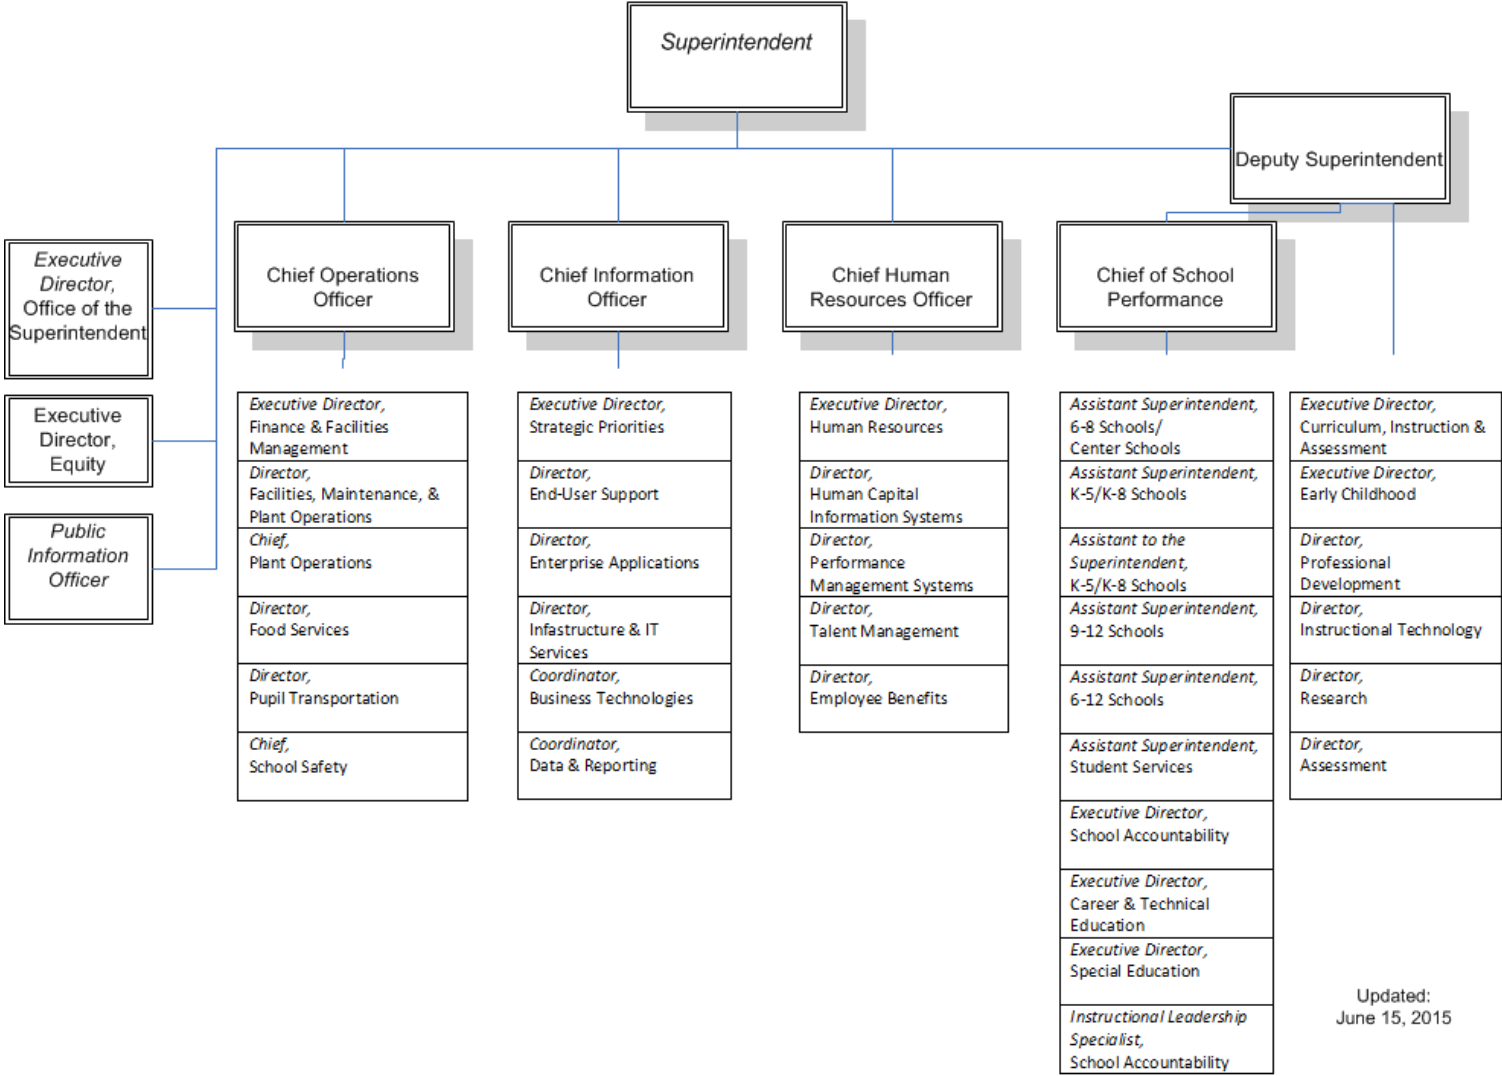 Superintendent
Deputy Superintendent
Executive
Director,
Office of the
Superintendent
Executive
Director,
Equity
Public
Information
Officer
Chief Operations
Officer
Chief Information
Officer
Chief Human
Resources Officer
Chief of School
Performance
Executive Director,
Finance & Facilities
Management
Director,
Facilities, Maintenance, &
Plant Operations
Chief,
Plant Operations
Director,
Food Services
Director,
Pupil Transportation
Chief,
School Safety
Executive Director,
Strategic Priorities
Director,
End-User Support
Director,
Enterprise Applications
Director,
Infastructure & IT
Services
Coordinator,
Business Technologies
Coordinator,
Data & Reporting
Executive Director,
Human Resources
Director,
Human Capital
Information Systems
Director,
Performance
Management Systems
Director,
Talent Management
Director,
Employee Benefits
Assistant Superintendent,
6-8 Schools/
Center Schools
Assistant Superintendent,
K-5/K-8 Schools
Assistant to the
Superintendent,
K-5/K-8 Schools
Assistant Superintendent,
9-12 Schools
Assistant Superintendent,
6-12 Schools
Assistant Superintendent,
Student Services
Executive Director,
School Accountability
Executive Director,
Career & Technical
Education
Executive Director,
Special Education
Instructional Leadership
Specialist,
School Accountability
Executive Director,
Curriculum, Instruction &
Assessment
Executive Director,
Early Childhood
Director,
Professional
Development
Director,
Instructional Technology
Director,
Research
Director,
Assessment
Updated:
June 15, 2015